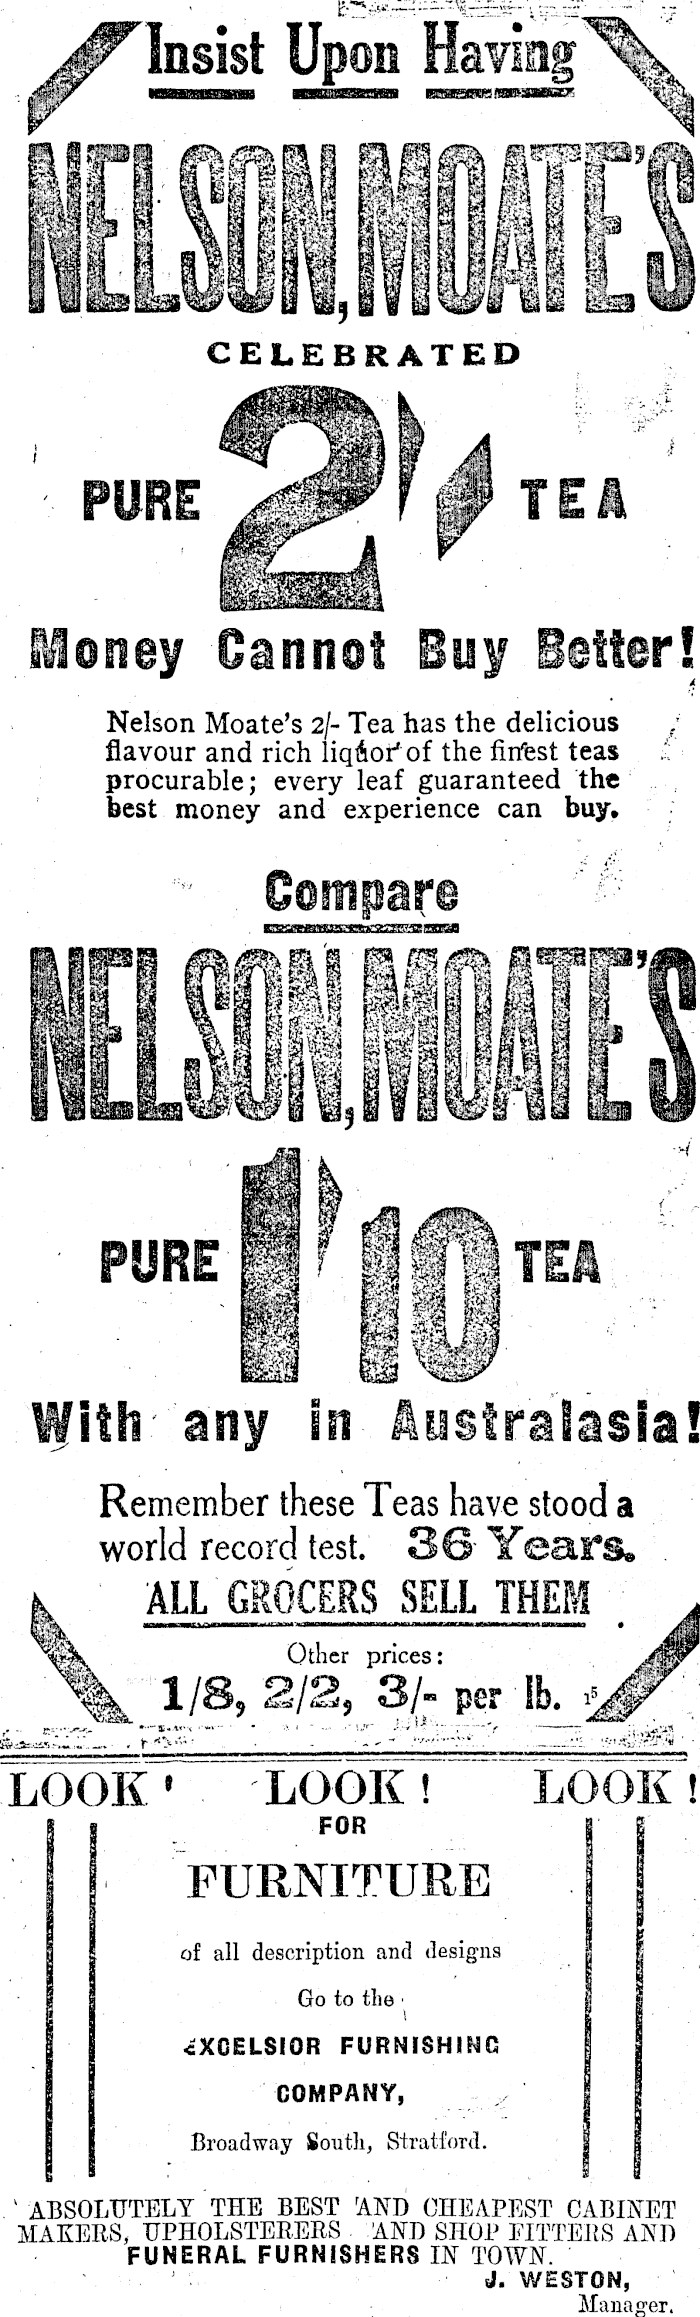 Insist Upon Having
NELSON, MOATE'S
CELEBRATED
PURE 2/- TEA
Money Cannot Buy Better!
Nelson Moate's 2/- Tea has the delicious
flavour and rich liquor of the finest teas
procurable; every leaf guaranteed the
best money and experience can buy.
Compare
NELSON, MOATE'S
PURE 1/10 TEA
With any in Australasia!
Remember these Teas have stood a
world record test. 36 Years.
ALL GROCERS SELL THEM
Other prices:
1/8, 2/2, 3/- per lb. 15
LOOK! LOOK! LOOK!
FOR
FURNITURE
of all description and designs
Go to the
EXCELSIOR FURNISHING
COMPANY,
Broadway South, Stratford.
ABSOLUTELY THE BEST AND CHEAPEST CABINET
MAKERS, UPHOLSTERERS AND SHOP FITTERS AND
FUNERAL FURNISHERS IN TOWN.
J. WESTON,
Manager.